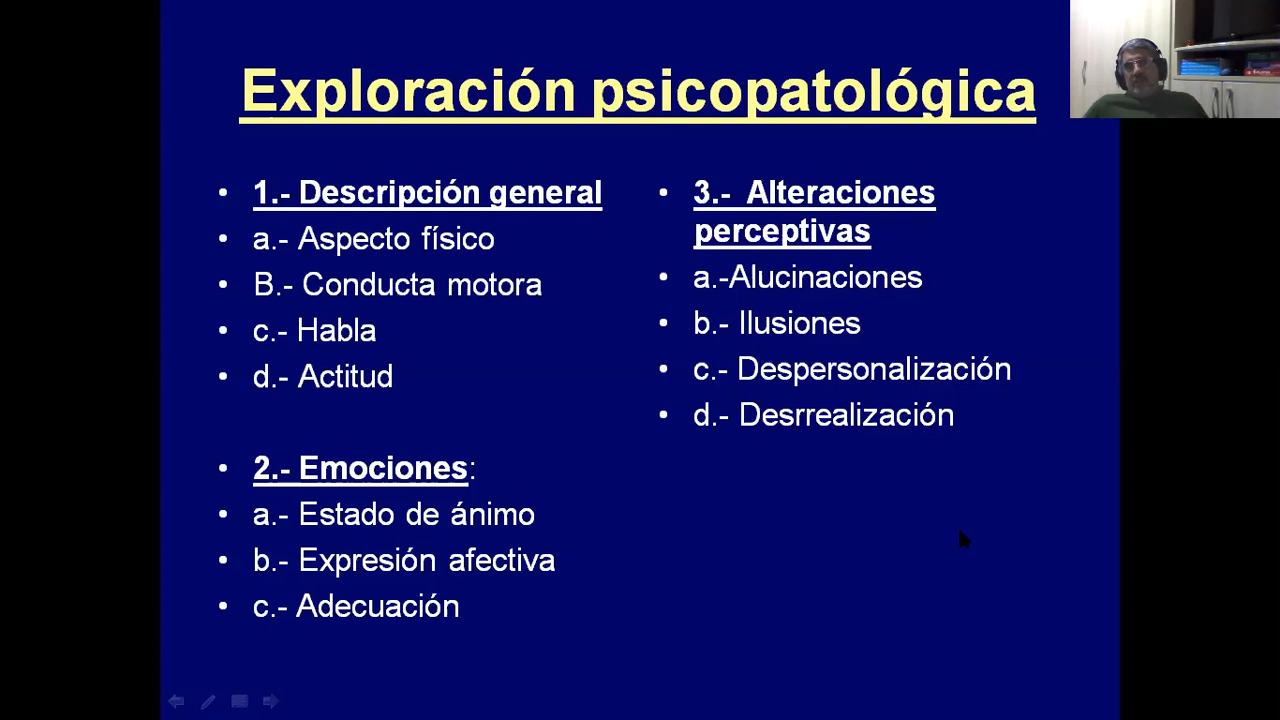 Exploración psicopatológica
1.- Descripción general
a.- Aspecto físico
B.- Conducta motora
c.- Habla
d.- Actitud
2.- Emociones:
a.- Estado de ánimo
b.- Expresión afectiva
c.- Adecuación
3.- Alteraciones
perceptivas
a.-Alucinaciones
b.- Ilusiones
c.- Despersonalización
d.- Desrrealización